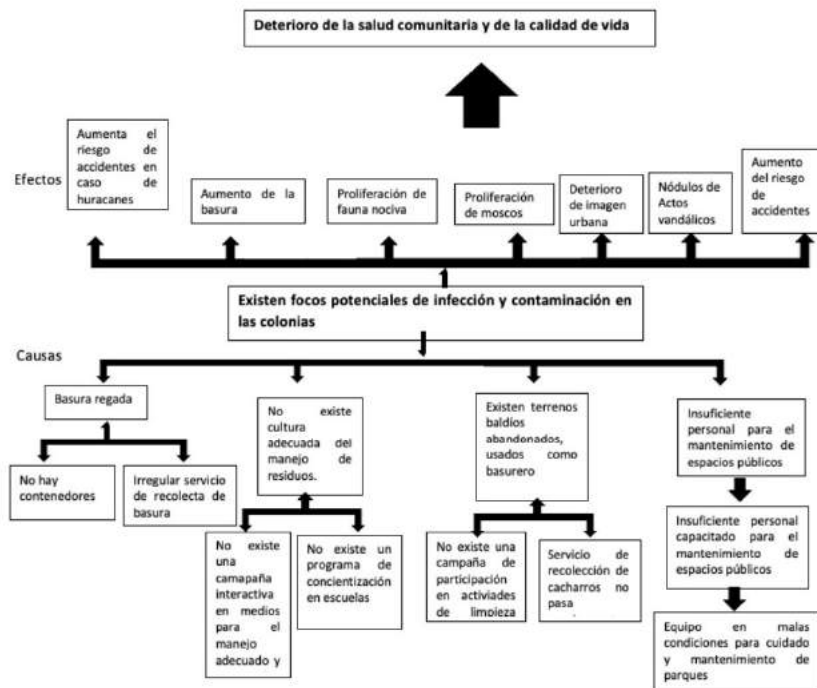 Deterioro de la salud comunitaria y de la calidad de vida
Efectos
Aumenta el
riesgo de
accidentes en
caso de
huracanes
Aumento de la
basura
Proliferación de
fauna nociva
Proliferación
de moscos
Deterioro
de imagen
urbana
Nódulos de
Actos
vandálicos
Aumento
del riesgo
de
accidentes
Existen focos potenciales de infección y contaminación en
las colonias
Causas
Basura regada
No hay
contenedores
Irregular servicio
de recolecta de
basura
No existe
cultura
adecuada del
manejo de
residuos.
No existe
una
camapaña
interactiva
en medios
para el
manejo
adecuado y
No existe un
programa de
concientización
en escuelas
Existen terrenos
baldíos
abandonados,
usados como
basurero
No existe una
campaña de
participación
en activiades
de limpieza
Servicio de
recolección de
cacharros no
pasa
Insuficiente
personal para el
mantenimiento de
espacios públicos
Insuficiente personal
capacitado para el
mantenimiento de
espacios públicos
Equipo en malas
condiciones para cuidado
y mantenimiento de
parques